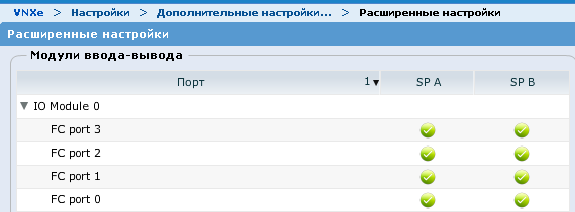 VNXe > Настройки > Дополнительные настройки... > Расширенные настройки
Расширенные настройки
Модули ввода-вывода
Порт 1 SP A SP B
IO Module 0
FC port 3
FC port 2
FC port 1
FC port 0